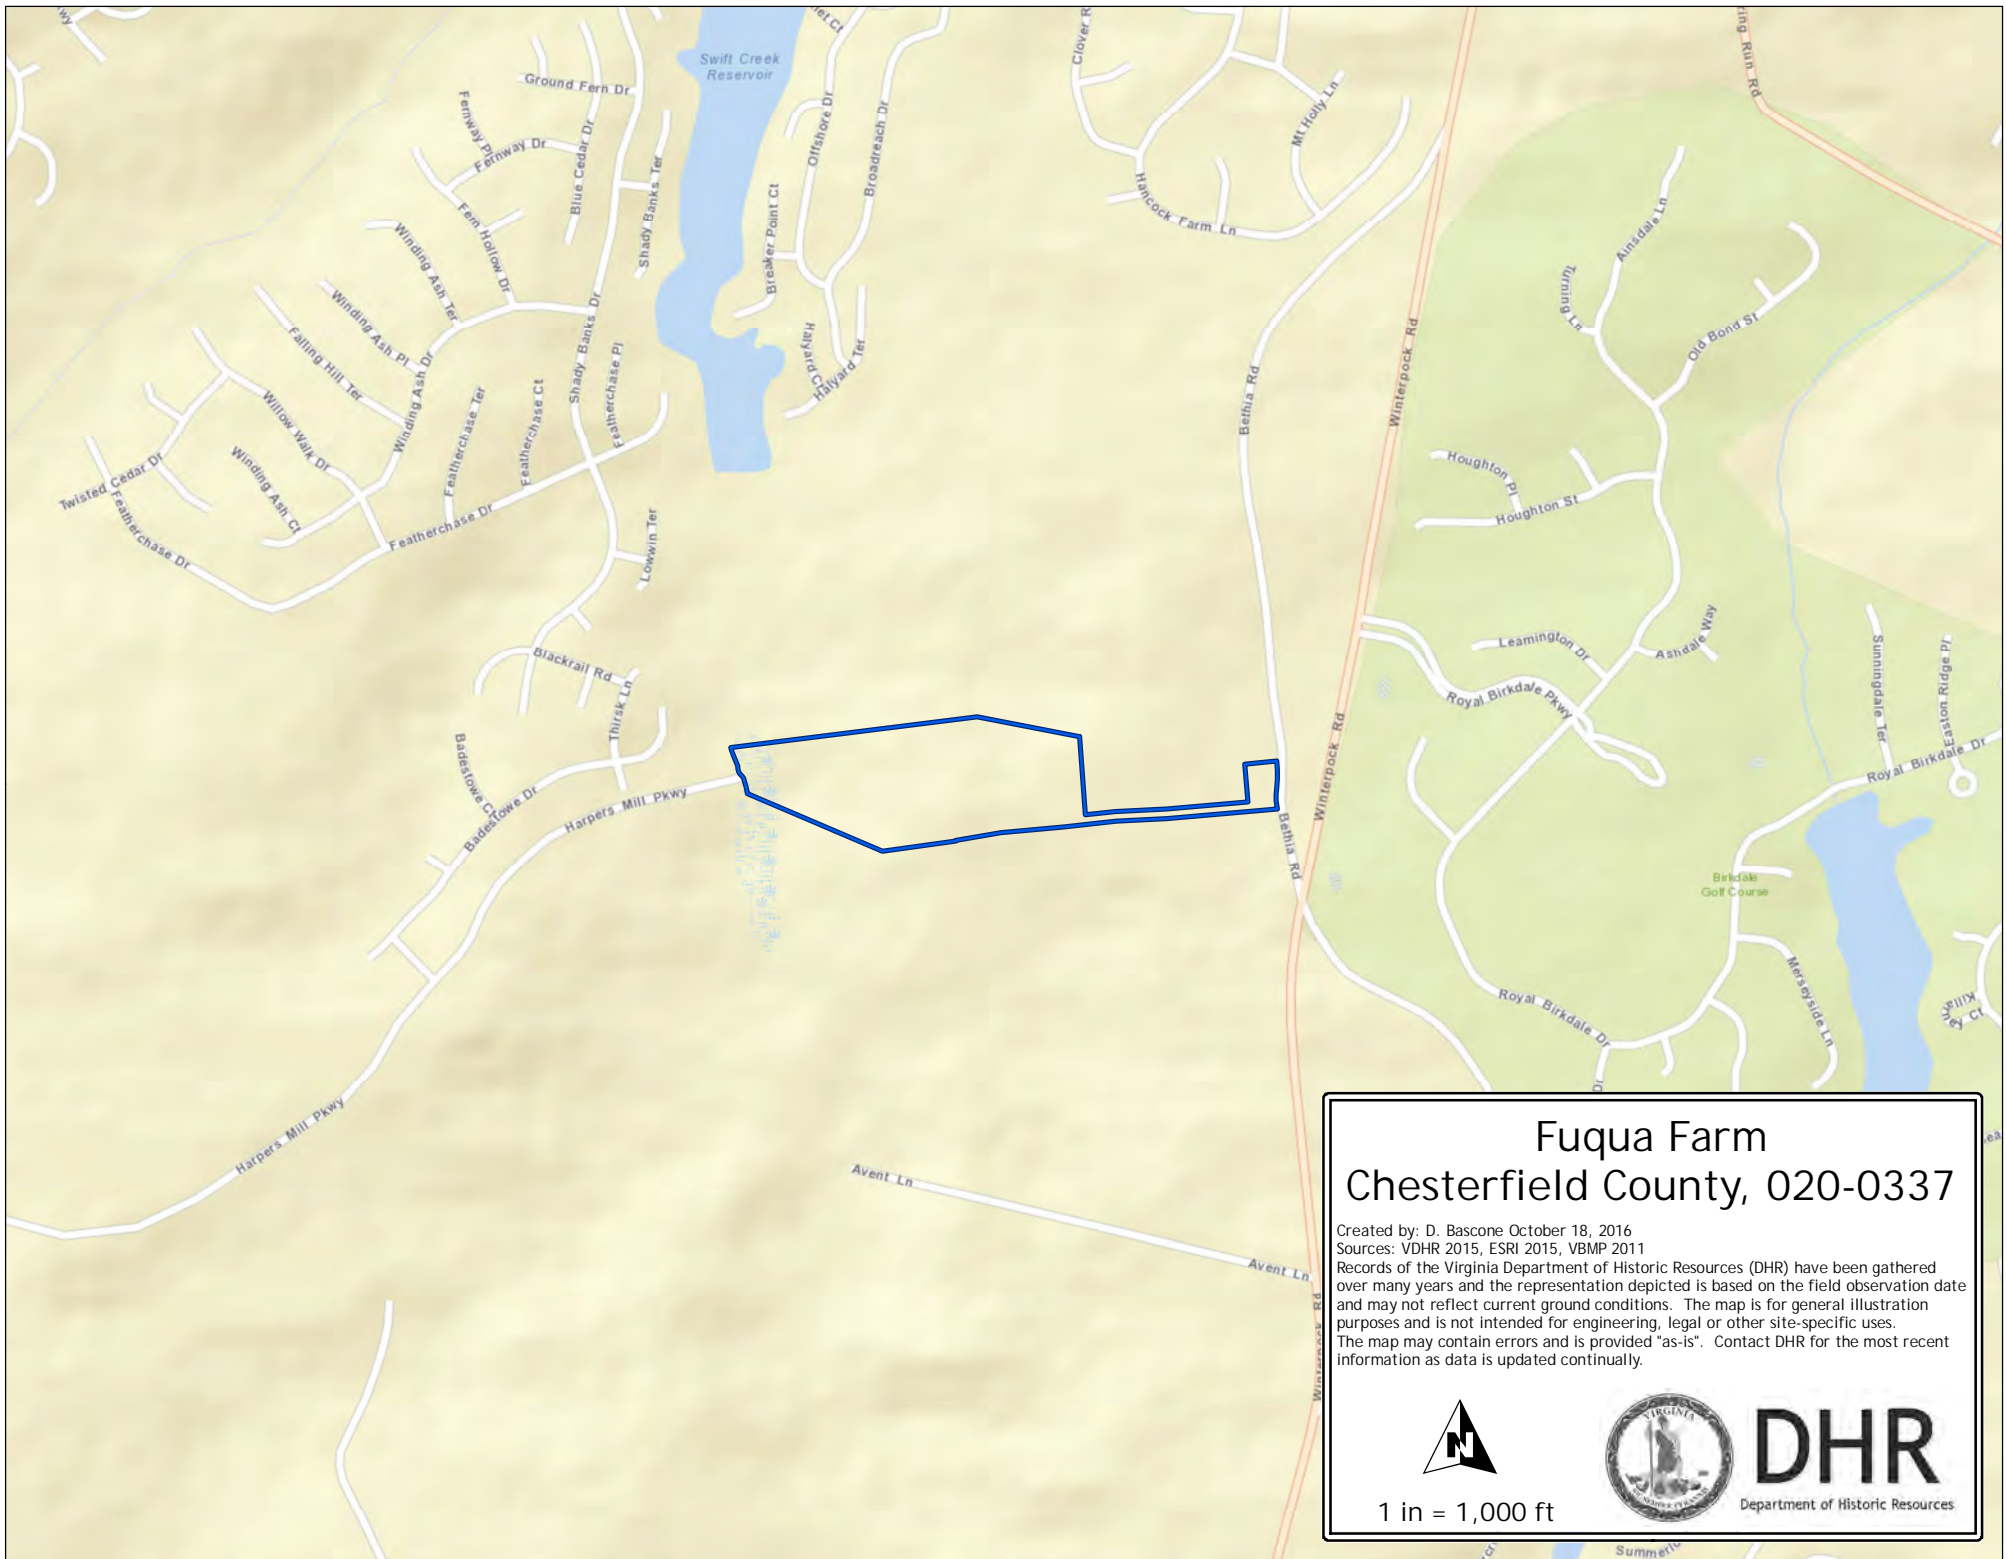 Swift Creek
Reservoir
Ground Fern Dr
Fernway Pl
Fernway Dr
Blue Cedar Dr
Shady Banks Ter
Fern Hollow Dr
Winding Ash Ter
Winding Ash Pl
Falling Hill Ter
Winding Ash Dr
Shady Banks Dr
Willow Walk Dr
Winding Ash Ct
Featherchase Ter
Featherchase Ct
Featherchase Pl
Twisted Cedar Dr
Featherchase Dr
Featherchase Dr
Offshore Dr
Broadreach Dr
Breaker Point Ct
Halyard Ct
Halyard Ter
Clover R
Mt Holly Ln
Hancock Farm Ln
Bethia Rd
Winterpock Rd
ring Run Rd
Ainsdale Ln
Turning Ln
Old Bond St
Houghton Pl
Houghton St
Lowwin Ter
Blackrail Rd
Thirsk Ln
Badestowe Ct
Badestowe Dr
Harpers Mill Pkwy
Leamington Dr
Ashdale Way
Royal Birkdale Pkwy
Sunningdale Ter
Easton Ridge Pl
Royal Birkdale Dr
Winterpock Rd
Bethia Rd
Birkdale
Golf Course
Merseyside Ln
Royal Birkdale Dr
Dr
Harpers Mill Pkwy
Avent Ln
Avent Ln
Winterpock Rd
Fuqua Farm
Chesterfield County, 020-0337
Created by: D. Bascone October 18, 2016
Sources: VDHR 2015, ESRI 2015, VBMP 2011
Records of the Virginia Department of Historic Resources (DHR) have been gathered
over many years and the representation depicted is based on the field observation date
and may not reflect current ground conditions. The map is for general illustration
purposes and is not intended for engineering, legal or other site-specific uses.
The map may contain errors and is provided "as-is". Contact DHR for the most recent
information as data is updated continually.
N
1 in = 1,000 ft
VIRGINIA
DHR
Department of Historic Resources